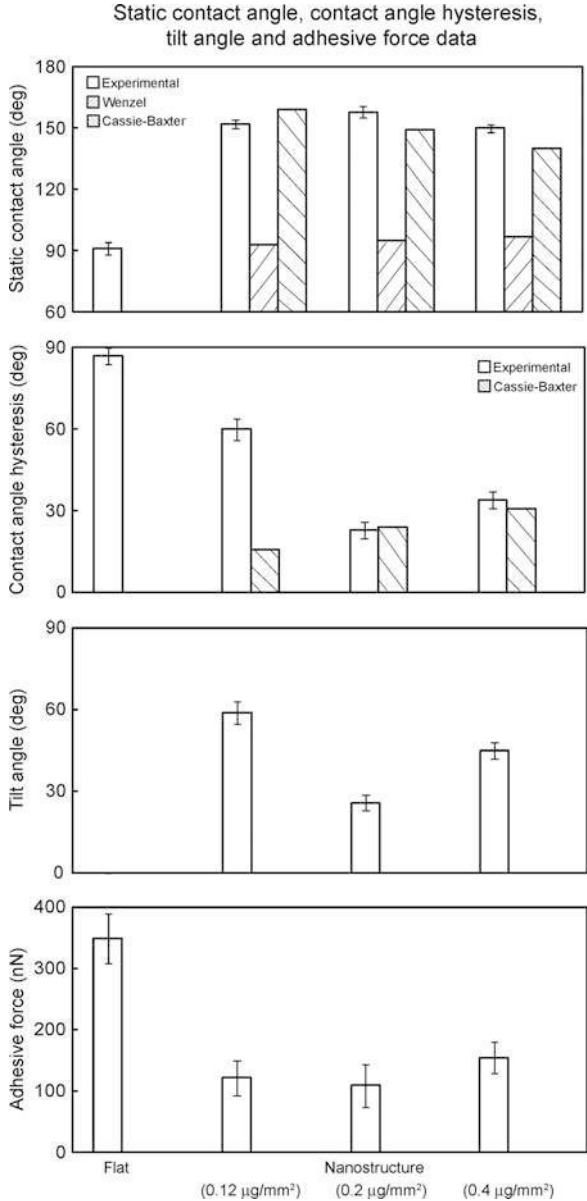 Static contact angle, contact angle hysteresis,
tilt angle and adhesive force data
Static contact angle (deg)
180
150
120
90
60
Experimental
Wenzel
Cassie-Baxter
Contact angle hysteresis (deg)
90
60
30
0
Experimental
Cassie-Baxter
Tilt angle (deg)
90
60
30
0
Adhesive force (nN)
400
300
200
100
0
Flat Nanostructure
(0.12 μg/mm²) (0.2 μg/mm²) (0.4 μg/mm²)